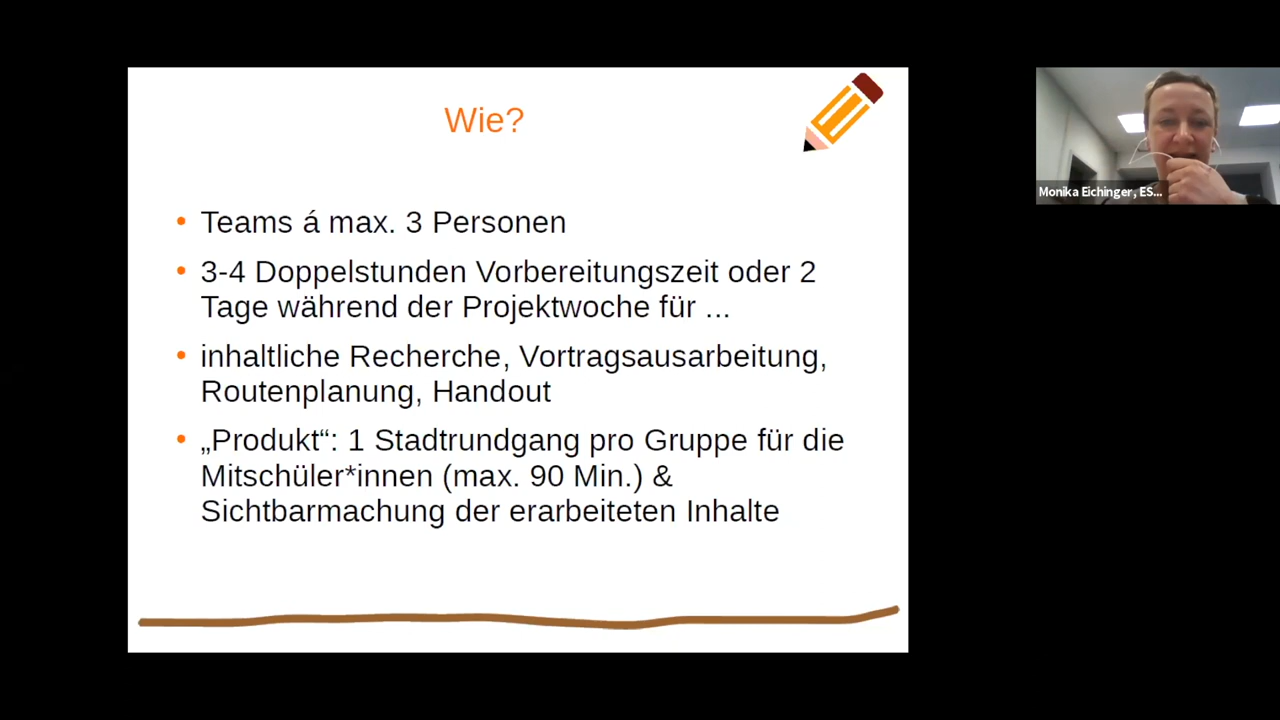 Wie?
Teams á max. 3 Personen
3-4 Doppelstunden Vorbereitungszeit oder 2
Tage während der Projektwoche für ...
inhaltliche Recherche, Vortragsausarbeitung,
Routenplanung, Handout
„Produkt“: 1 Stadtrundgang pro Gruppe für die
Mitschüler*innen (max. 90 Min.) &
Sichtbarmachung der erarbeiteten Inhalte
Monika Eichinger, ES...